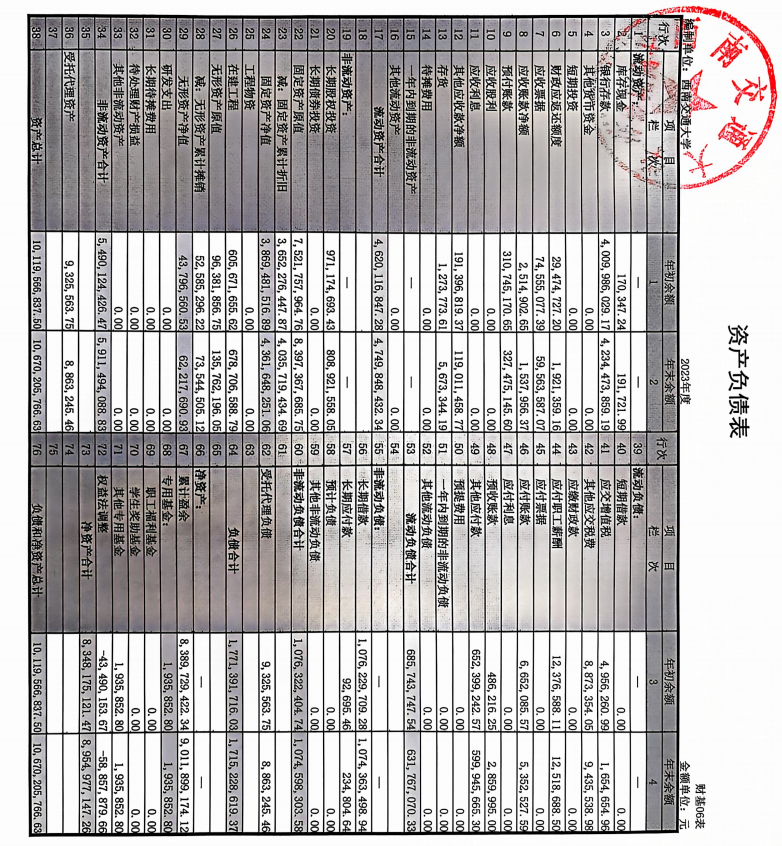 资产负债表
财基06表
编制单位：西南交通大学 2023年度 金额单位：元
南交通大
行次 项 目 年初余额 年末余额 行次 项 目 年初余额 年末余额
栏 次 1 2 栏 次 3 4
1 流动资产： 39 流动负债：
2 库存现金 170,347.24 191,721.99 40 短期借款 0.00 0.00
3 银行存款 4,009,986,029.17 4,234,473,859.19 41 应交增值税 4,956,260.99 1,654,654.96
4 其他货币资金 0.00 0.00 42 其他应交税费 8,873,354.05 9,435,538.98
5 短期投资 0.00 0.00 43 应缴财政款 0.00 0.00
6 财政应返还额度 29,474,727.20 1,921,359.16 44 应付职工薪酬 12,376,588.11 12,518,688.50
7 应收票据 74,555,077.39 59,563,587.07 45 应付票据 0.00 0.00
8 应收账款净额 2,514,902.65 1,537,956.37 46 应付账款 6,652,085.57 5,352,527.59
9 预付账款 310,745,170.65 327,475,145.60 47 应付利息 0.00 0.00
10 应收股利 0.00 0.00 48 预收账款 486,216.25 2,859,995.00
11 应收利息 0.00 0.00 49 其他应付款 652,399,242.57 599,945,665.30
12 其他应收款净额 191,396,819.37 119,011,458.77 50 预提费用 0.00 0.00
13 存货 1,273,773.61 5,673,344.19 51 一年内到期的非流动负债 0.00 0.00
14 待摊费用 0.00 0.00 52 其他流动负债 0.00 0.00
15 一年内到期的非流动资产 — — 53 流动负债合计 685,743,747.54 631,767,070.33
16 其他流动资产 0.00 0.00 54
17 流动资产合计 4,620,116,847.28 4,749,848,432.34 55 非流动负债： — —
18 56 长期借款 1,076,229,709.28 1,074,363,498.94
19 非流动资产： — — 57 长期应付款 92,695.46 234,804.64
20 长期股权投资 971,174,693.43 808,921,558.05 58 预计负债 0.00 0.00
21 长期债券投资 0.00 0.00 59 其他非流动负债 0.00 0.00
22 固定资产原值 7,521,757,964.76 8,397,367,685.75 60 非流动负债合计 1,076,322,404.74 1,074,598,303.58
23 减：固定资产累计折旧 3,652,276,447.87 4,035,719,434.69 61
24 固定资产净值 3,869,481,516.89 4,361,648,251.06 62 受托代理负债 9,325,563.75 8,863,245.46
25 工程物资 0.00 0.00 63
26 在建工程 605,671,655.62 678,706,588.79 64 负债合计 1,771,391,716.03 1,715,228,619.37
27 无形资产原值 96,381,856.75 135,762,196.05 65
28 减：无形资产累计摊销 52,585,296.22 73,544,505.12 66 净资产： — —
29 无形资产净值 43,796,560.53 62,217,690.93 67 累计盈余 8,389,729,422.34 9,011,899,174.12
30 研发支出 0.00 0.00 68 专用基金： 1,935,852.80 1,935,852.80
31 长期待摊费用 0.00 0.00 69 职工福利基金 0.00 0.00
32 待处理财产损益 0.00 0.00 70 学生奖助基金 0.00 0.00
33 其他非流动资产 0.00 0.00 71 其他专用基金 1,935,852.80 1,935,852.80
34 非流动资产合计 5,490,124,426.47 5,911,494,088.83 72 权益法调整 -43,490,153.67 -58,857,879.66
35 73 净资产合计 8,348,175,121.47 8,954,977,147.26
36 受托代理资产 9,325,563.75 8,863,245.46 74
37 75
38 资产总计 10,119,566,837.50 10,670,205,766.63 76 负债和净资产总计 10,119,566,837.50 10,670,205,766.63